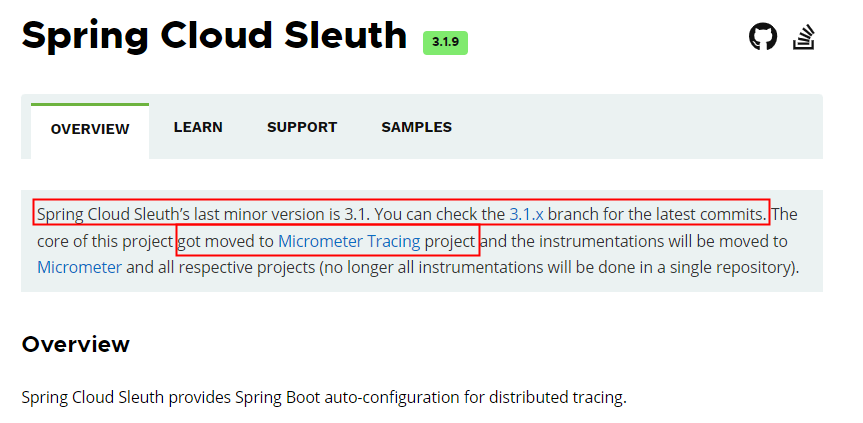 Spring Cloud Sleuth 3.1.9
OVERVIEW LEARN SUPPORT SAMPLES
Spring Cloud Sleuth’s last minor version is 3.1. You can check the 3.1.x branch for the latest commits. The
core of this project got moved to Micrometer Tracing project and the instrumentations will be moved to
Micrometer and all respective projects (no longer all instrumentations will be done in a single repository).
Overview
Spring Cloud Sleuth provides Spring Boot auto-configuration for distributed tracing.